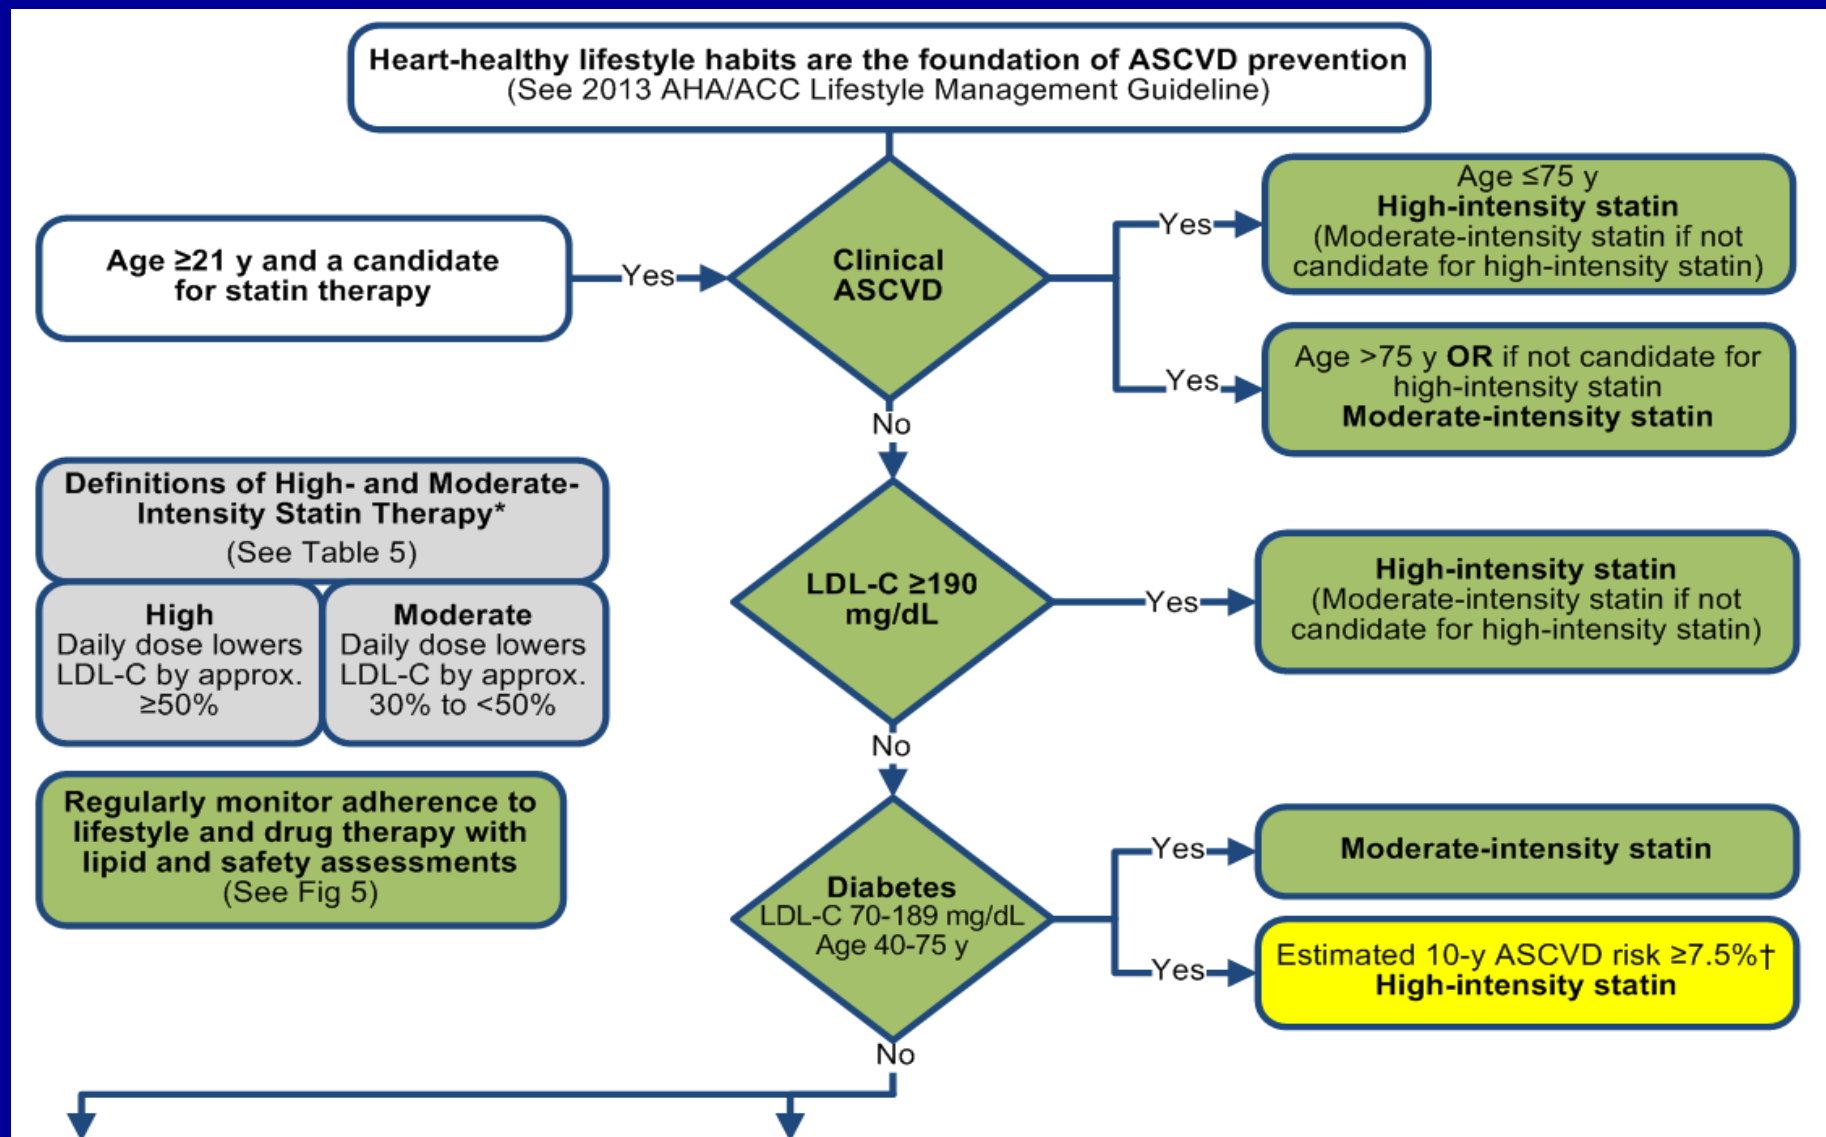 Heart-healthy lifestyle habits are the foundation of ASCVD prevention
(See 2013 AHA/ACC Lifestyle Management Guideline)
Age ≥21 y and a candidate
for statin therapy
Yes
Clinical
ASCVD
Yes
Age ≤75 y
High-intensity statin
(Moderate-intensity statin if not
candidate for high-intensity statin)
Yes
Age >75 y OR if not candidate for
high-intensity statin
Moderate-intensity statin
No
Definitions of High- and Moderate-
Intensity Statin Therapy*
(See Table 5)
High
Daily dose lowers
LDL-C by approx.
≥50%
Moderate
Daily dose lowers
LDL-C by approx.
30% to <50%
LDL-C ≥190
mg/dL
Yes
High-intensity statin
(Moderate-intensity statin if not
candidate for high-intensity statin)
No
Regularly monitor adherence to
lifestyle and drug therapy with
lipid and safety assessments
(See Fig 5)
Diabetes
LDL-C 70-189 mg/dL
Age 40-75 y
Yes
Moderate-intensity statin
Yes
Estimated 10-y ASCVD risk ≥7.5%†
High-intensity statin
No